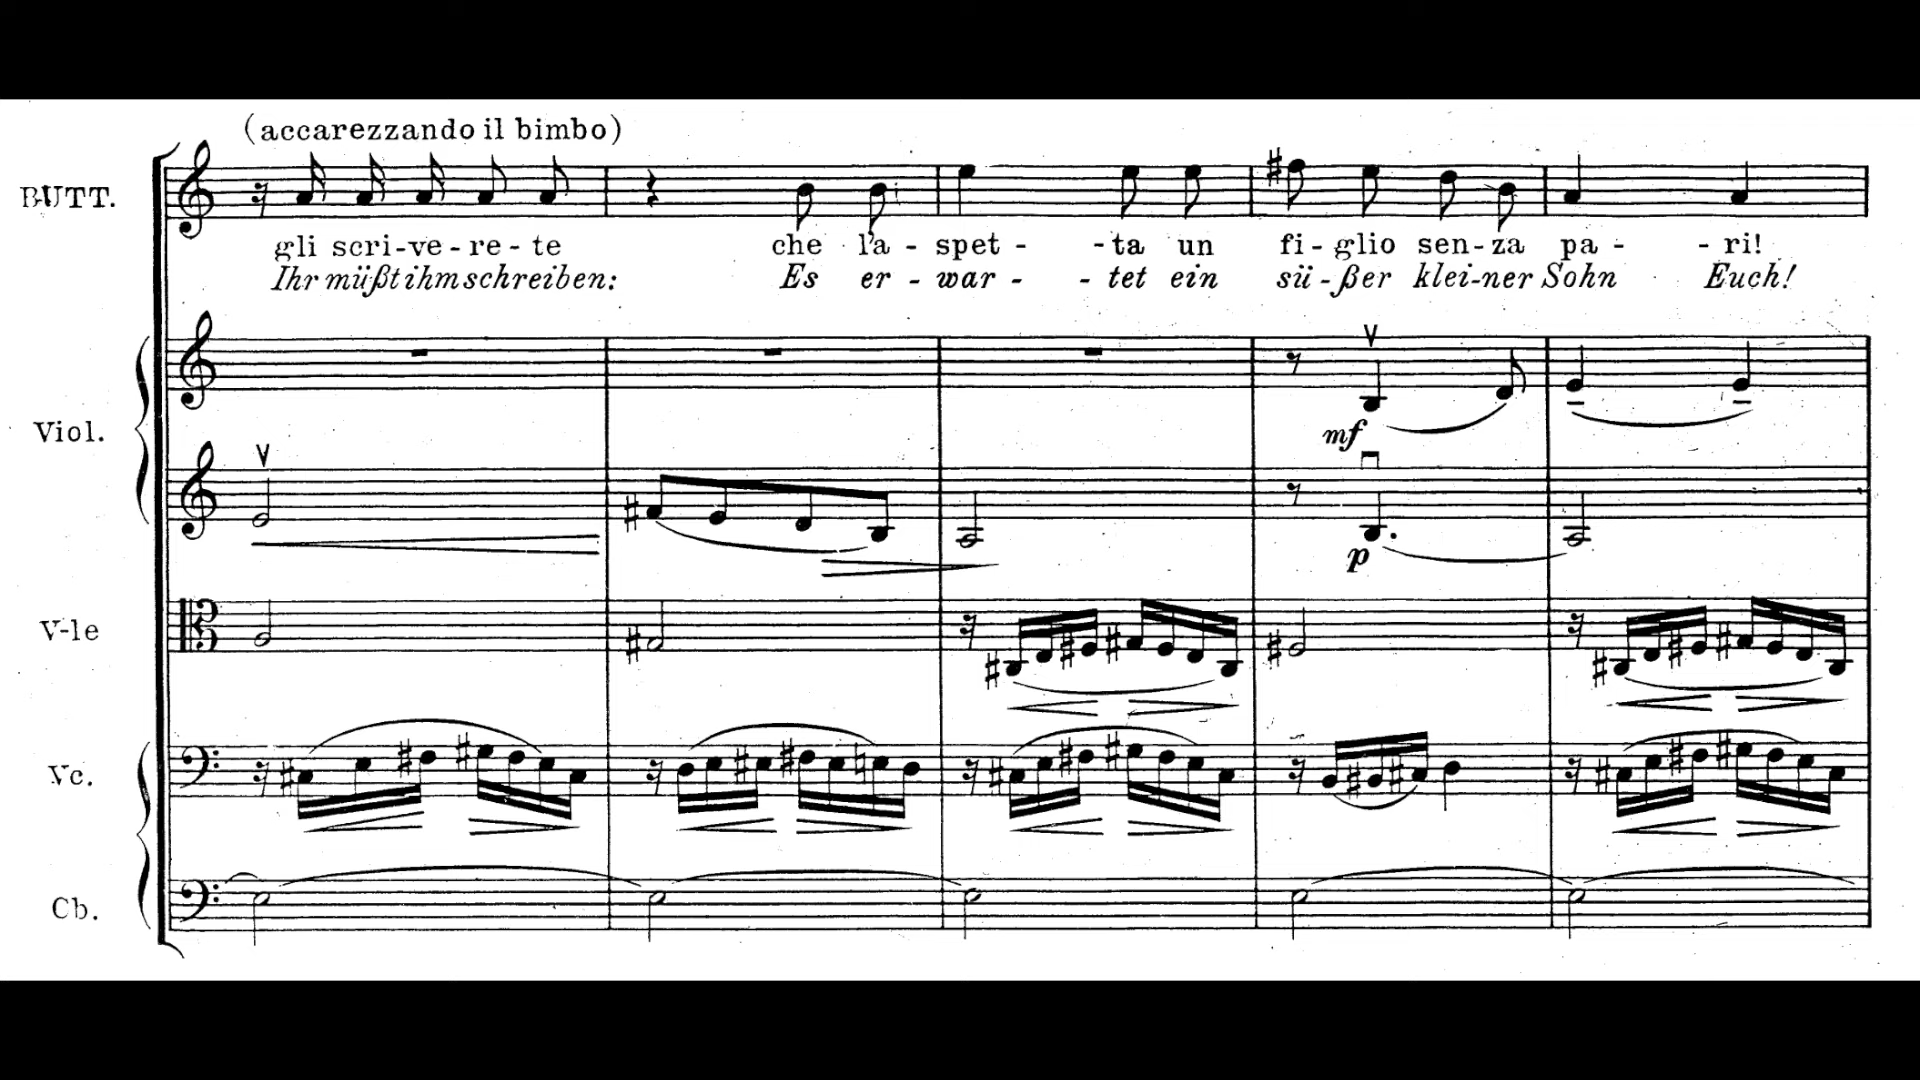 (accarezzando il bimbo)
BUTT.
gli scri-ve-re-te che l'a-spet--ta un fi-glio sen-za pa--ri!
Ihr müßt ihm schreiben: Es er-war--tet ein sü-ßer klei-ner Sohn Euch!
Viol.
mf
p
V-le
Vc.
Cb.